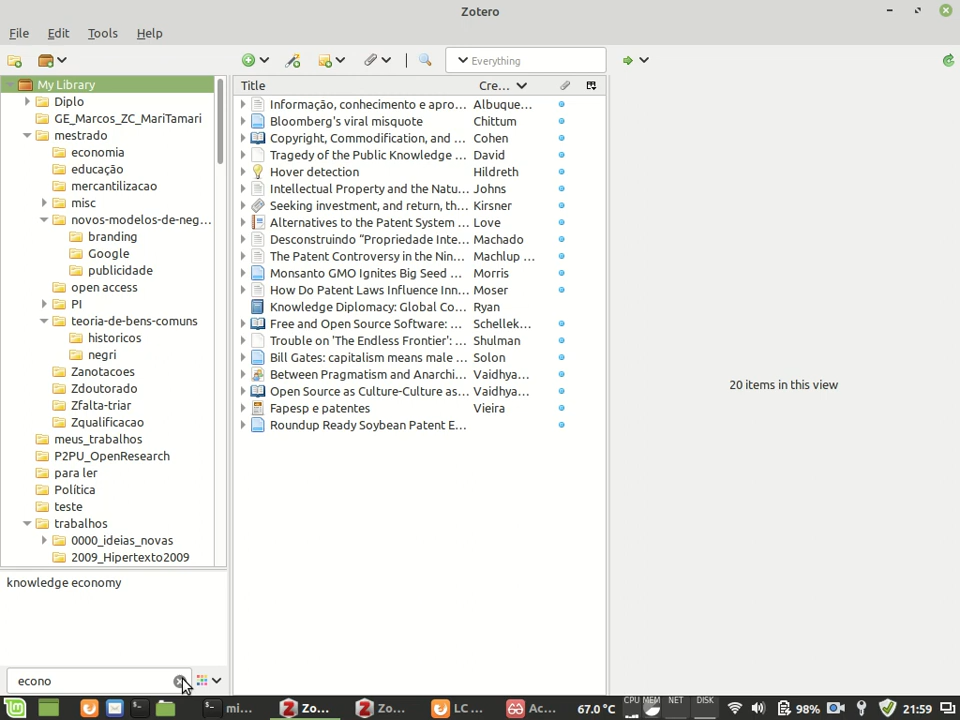 Zotero
File Edit Tools Help
Everything
My Library
Diplo
GE_Marcos_ZC_MariTamari
mestrado
economia
educação
mercantilizacao
misc
novos-modelos-de-neg...
branding
Google
publicidade
open access
PI
teoria-de-bens-comuns
historicos
negri
Zanotacoes
Zdoutorado
Zfalta-triar
Zqualificacao
meus_trabalhos
P2PU_OpenResearch
para ler
Política
teste
trabalhos
0000_ideias_novas
2009_Hipertexto2009
knowledge economy
econo
Title Cre...
Informação, conhecimento e apro... Albuque...
Bloomberg's viral misquote Chittum
Copyright, Commodification, and ... Cohen
Tragedy of the Public Knowledge ... David
Hover detection Hildreth
Intellectual Property and the Natu... Johns
Seeking investment, and return, th... Kirsner
Alternatives to the Patent System ... Love
Desconstruindo “Propriedade Inte... Machado
The Patent Controversy in the Nin... Machlup ...
Monsanto GMO Ignites Big Seed ... Morris
How Do Patent Laws Influence Inn... Moser
Knowledge Diplomacy: Global Co... Ryan
Free and Open Source Software: ... Schellek...
Trouble on 'The Endless Frontier': ... Shulman
Bill Gates: capitalism means male ... Solon
Between Pragmatism and Anarchi... Vaidhya...
Open Source as Culture-Culture as... Vaidhya...
Fapesp e patentes Vieira
Roundup Ready Soybean Patent E...
20 items in this view
mi... Zo... Zo... LC ... Ac... 67.0°C CPU MEM NET DISK 98% 21:59